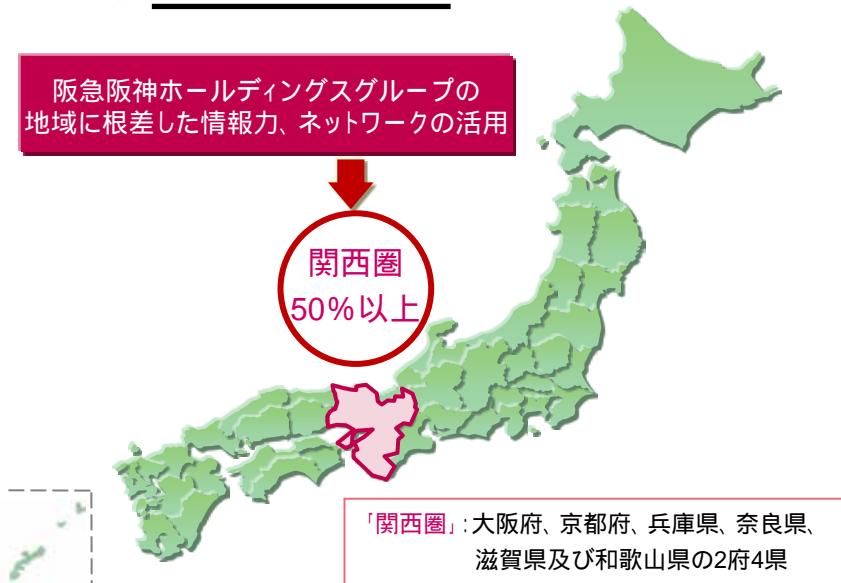 阪急阪神ホールディングスグループの
地域に根差した情報力、ネットワークの活用
関西圏
50%以上
「関西圏」:大阪府、京都府、兵庫県、奈良県、
滋賀県及び和歌山県の2府4県